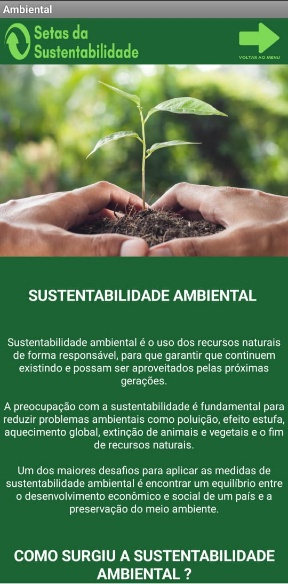 Ambiental
Setas da
Sustentabilidade
VOLTAR AO MENU
SUSTENTABILIDADE AMBIENTAL
Sustentabilidade ambiental é o uso dos recursos naturais
de forma responsável, para que garantir que continuem
existindo e possam ser aproveitados pelas próximas
gerações.
A preocupação com a sustentabilidade é fundamental para
reduzir problemas ambientais como poluição, efeito estufa,
aquecimento global, extinção de animais e vegetais e o fim
de recursos naturais.
Um dos maiores desafios para aplicar as medidas de
sustentabilidade ambiental é encontrar um equilíbrio entre
o desenvolvimento econômico e social de um país e a
preservação do meio ambiente.
COMO SURGIU A SUSTENTABILIDADE
AMBIENTAL ?